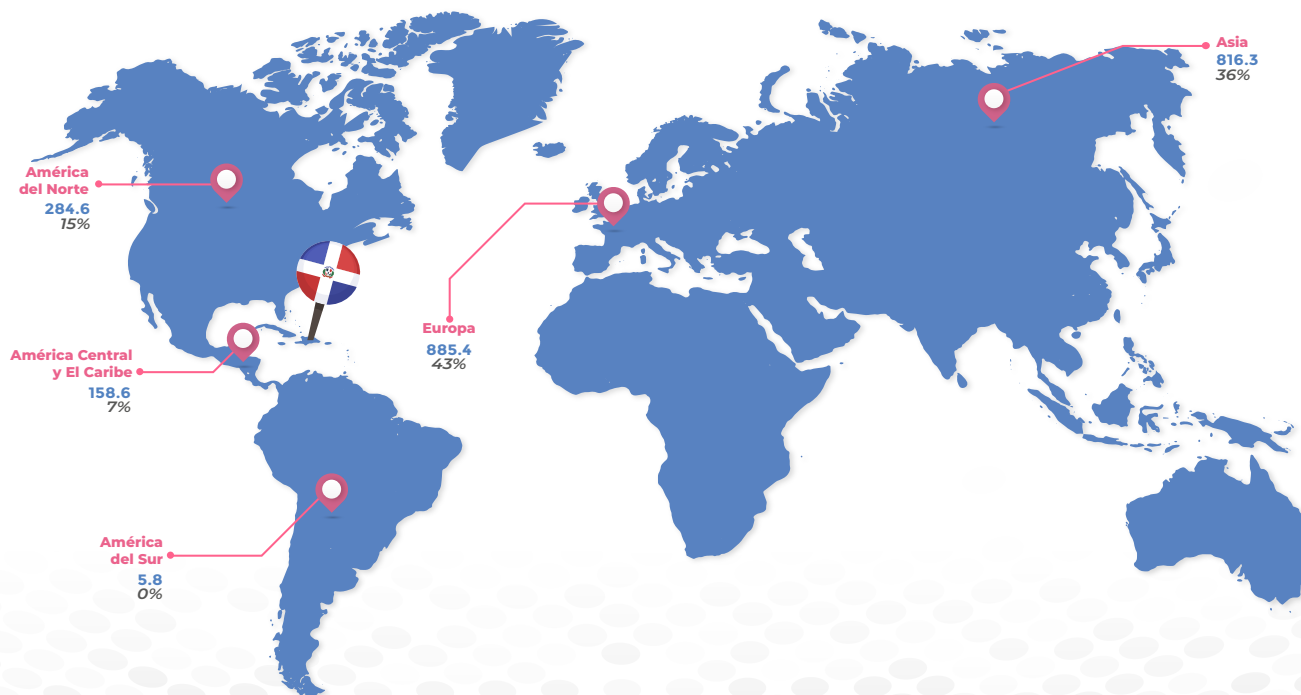 Asia
816.3
36%
América
del Norte
284.6
15%
Europa
885.4
43%
América Central
y El Caribe
158.6
7%
América
del Sur
5.8
0%